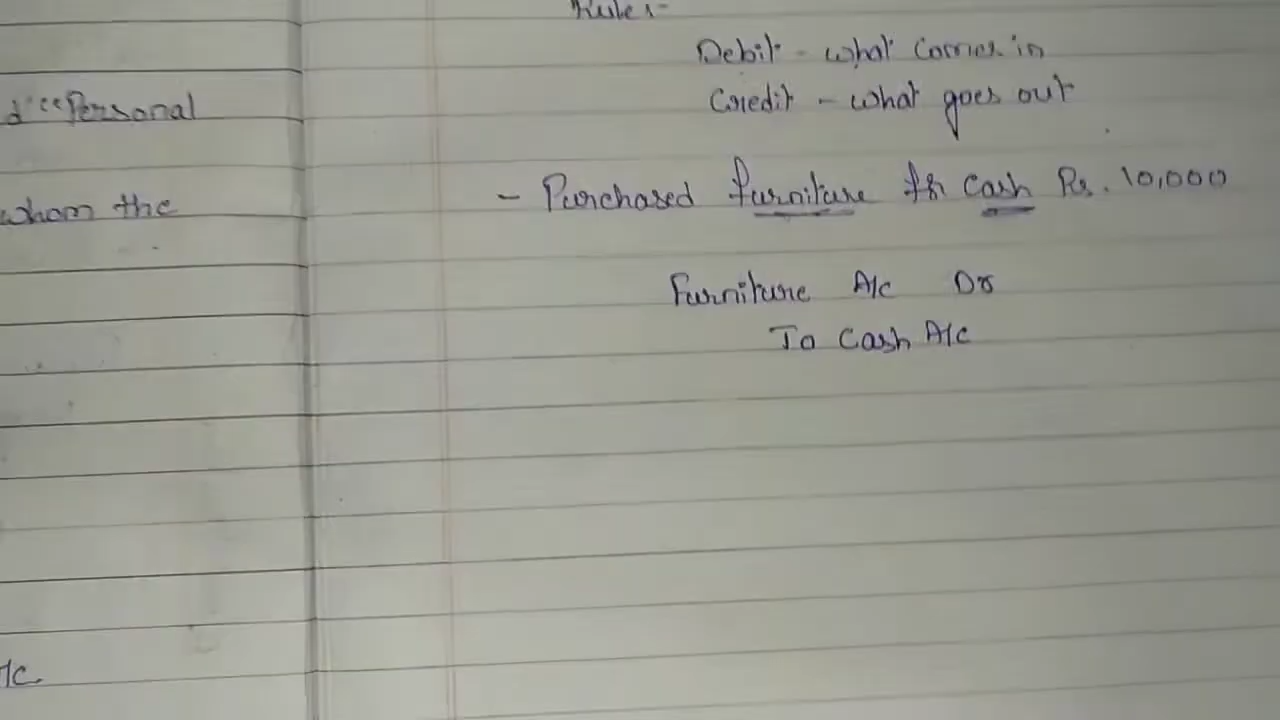 Rule:-
Debit - what comes in
Credit - what goes out
- Purchased furniture for cash Rs. 10,000
Furniture A/c Dr
To Cash A/c
"Personal
whom the